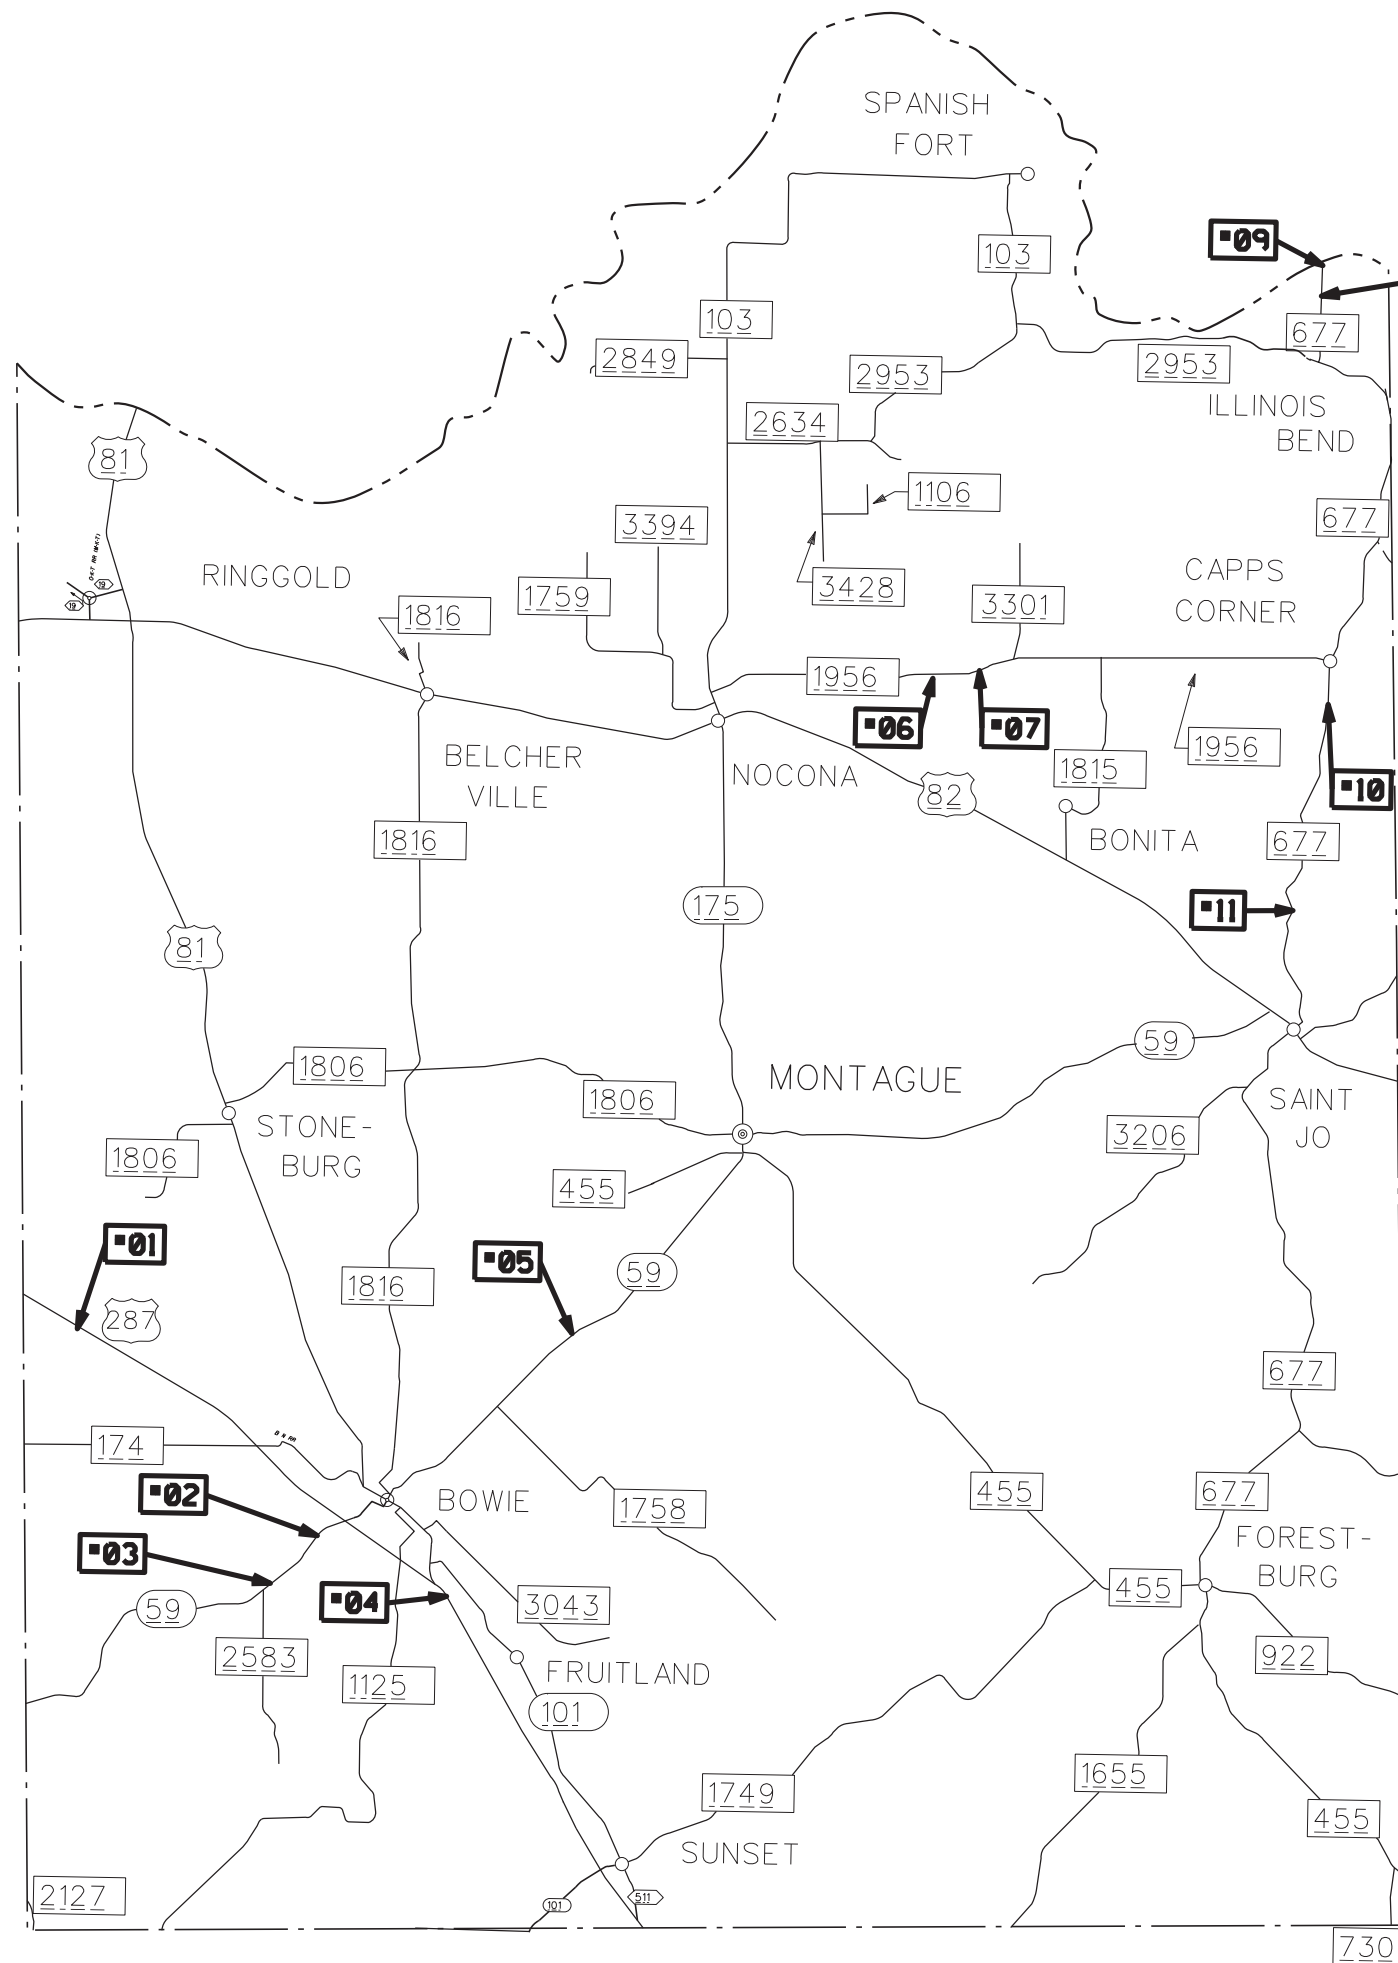 SPANISH
FORT
103
▪09
103
677
2849
2953
2953
ILLINOIS
BEND
2634
81
1106
677
3394
O-K-T RR (M-K-T)
RINGGOLD
19
19
1759
3428
3301
CAPPS
CORNER
1816
1956
▪06
▪07
1956
BELCHER
VILLE
NOCONA
82
1815
▪10
1816
BONITA
677
175
▪11
81
59
1806
MONTAGUE
1806
STONE-
BURG
1806
3206
SAINT
JO
455
▪01
▪05
59
287
1816
677
174
B N RR
▪02
BOWIE
1758
455
677
▪03
FOREST-
BURG
59
▪04
3043
455
2583
1125
FRUITLAND
922
101
1749
1655
455
SUNSET
2127
101
511
730